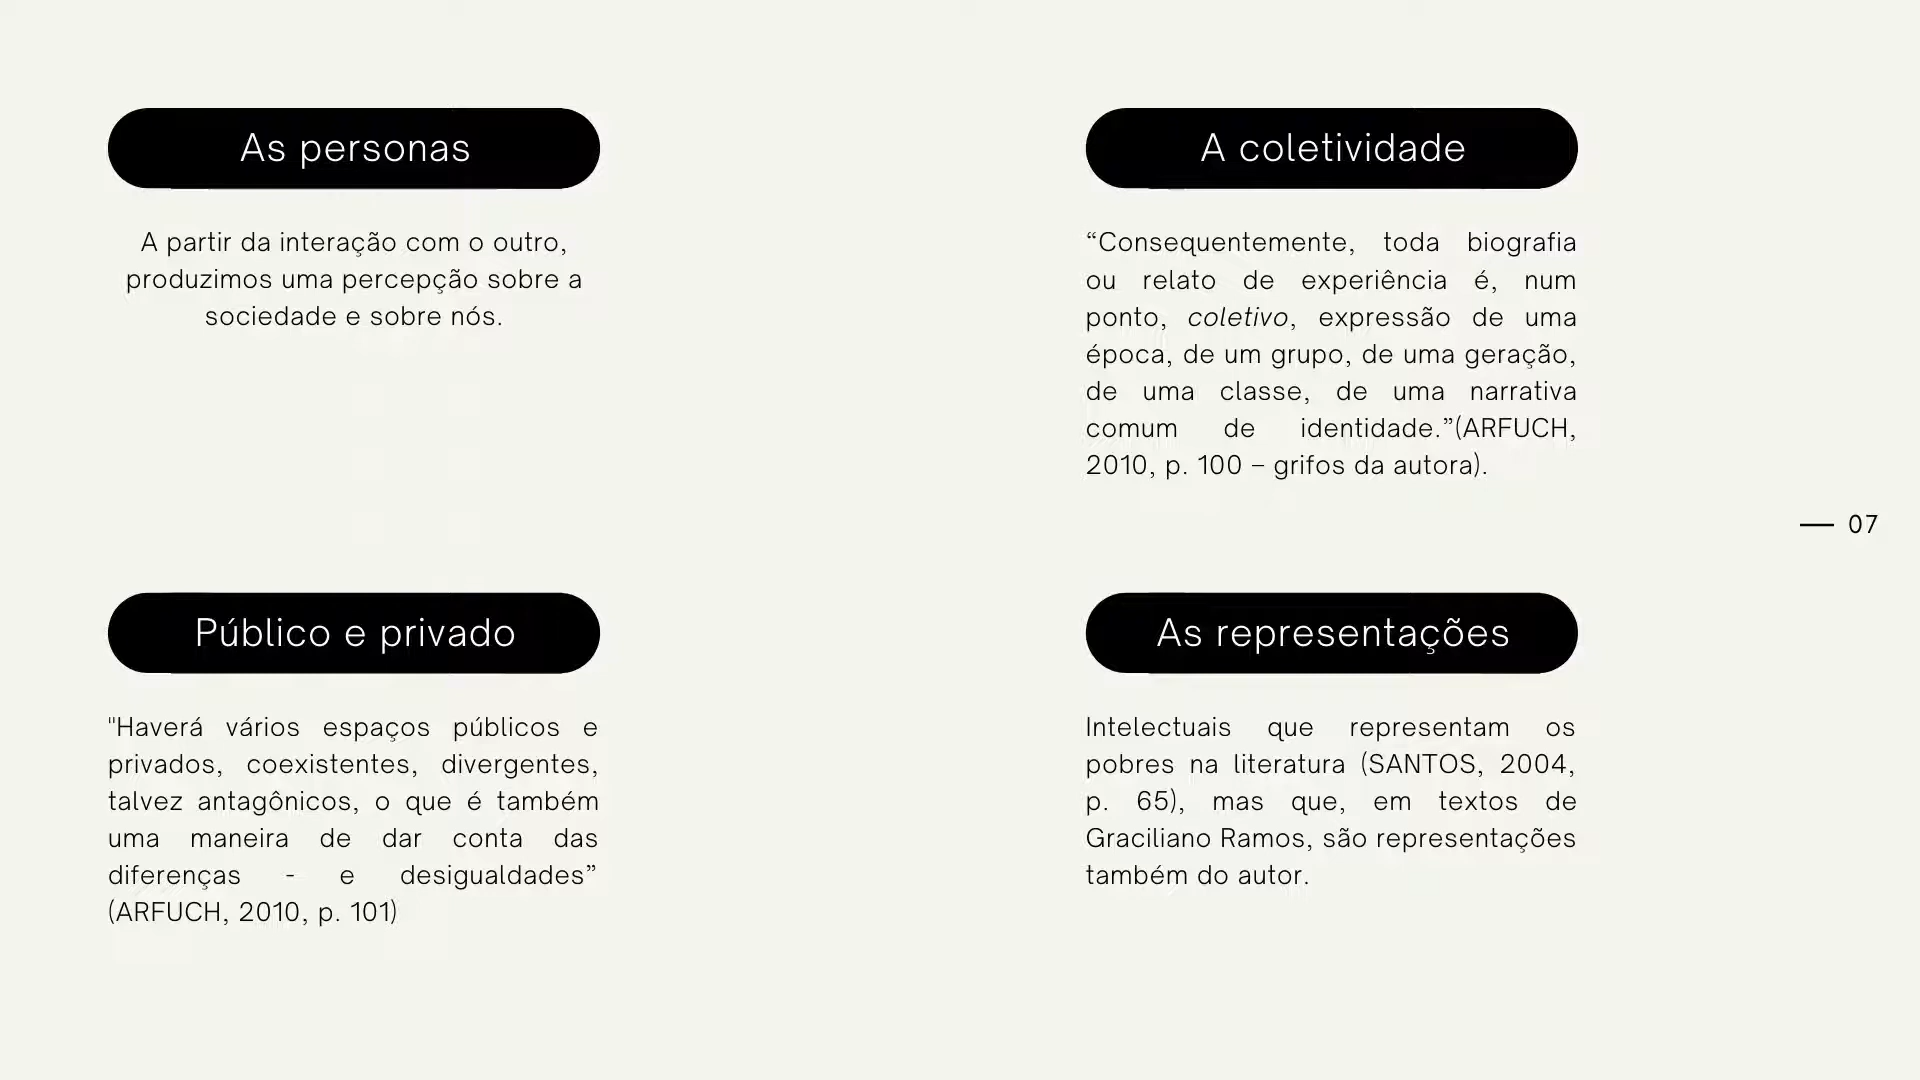 As personas
A partir da interação com o outro,
produzimos uma percepção sobre a
sociedade e sobre nós.
A coletividade
“Consequentemente, toda biografia
ou relato de experiência é, num
ponto, coletivo, expressão de uma
época, de um grupo, de uma geração,
de uma classe, de uma narrativa
comum de identidade.”(ARFUCH,
2010, p. 100 – grifos da autora).
— 07
Público e privado
"Haverá vários espaços públicos e
privados, coexistentes, divergentes,
talvez antagônicos, o que é também
uma maneira de dar conta das
diferenças - e desigualdades”
(ARFUCH, 2010, p. 101)
As representações
Intelectuais que representam os
pobres na literatura (SANTOS, 2004,
p. 65), mas que, em textos de
Graciliano Ramos, são representações
também do autor.